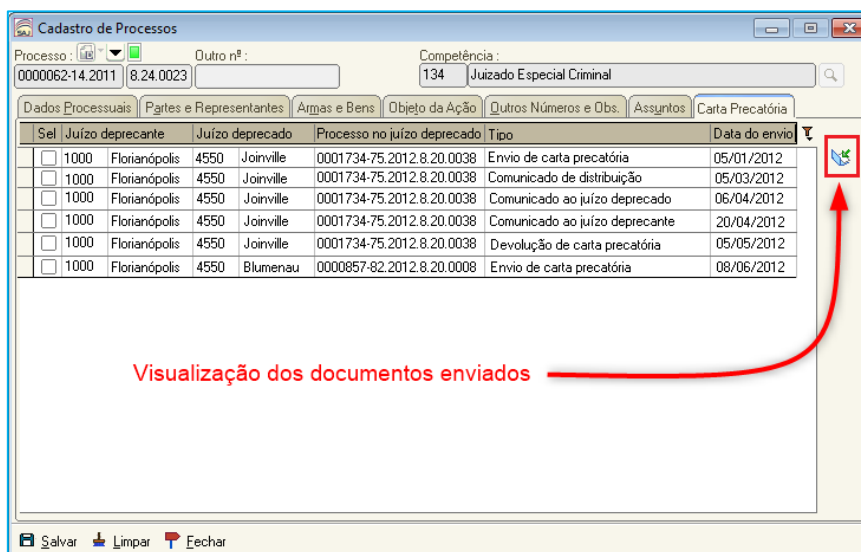 Cadastro de Processos
Processo : Outro nº : Competência :
0000062-14.2011 8.24.0023 134 Juizado Especial Criminal
Dados Processuais Partes e Representantes Armas e Bens Objeto da Ação Outros Números e Obs. Assuntos Carta Precatória
Sel Juízo deprecante Juízo deprecado Processo no juízo deprecado Tipo Data do envio
1000 Florianópolis 4550 Joinville 0001734-75.2012.8.20.0038 Envio de carta precatória 05/01/2012
1000 Florianópolis 4550 Joinville 0001734-75.2012.8.20.0038 Comunicado de distribuição 05/03/2012
1000 Florianópolis 4550 Joinville 0001734-75.2012.8.20.0038 Comunicado ao juízo deprecado 06/04/2012
1000 Florianópolis 4550 Joinville 0001734-75.2012.8.20.0038 Comunicado ao juízo deprecante 20/04/2012
1000 Florianópolis 4550 Joinville 0001734-75.2012.8.20.0038 Devolução de carta precatória 05/05/2012
1000 Florianópolis 4550 Blumenau 0000857-82.2012.8.20.0008 Envio de carta precatória 08/06/2012
Visualização dos documentos enviados
Salvar Limpar Fechar